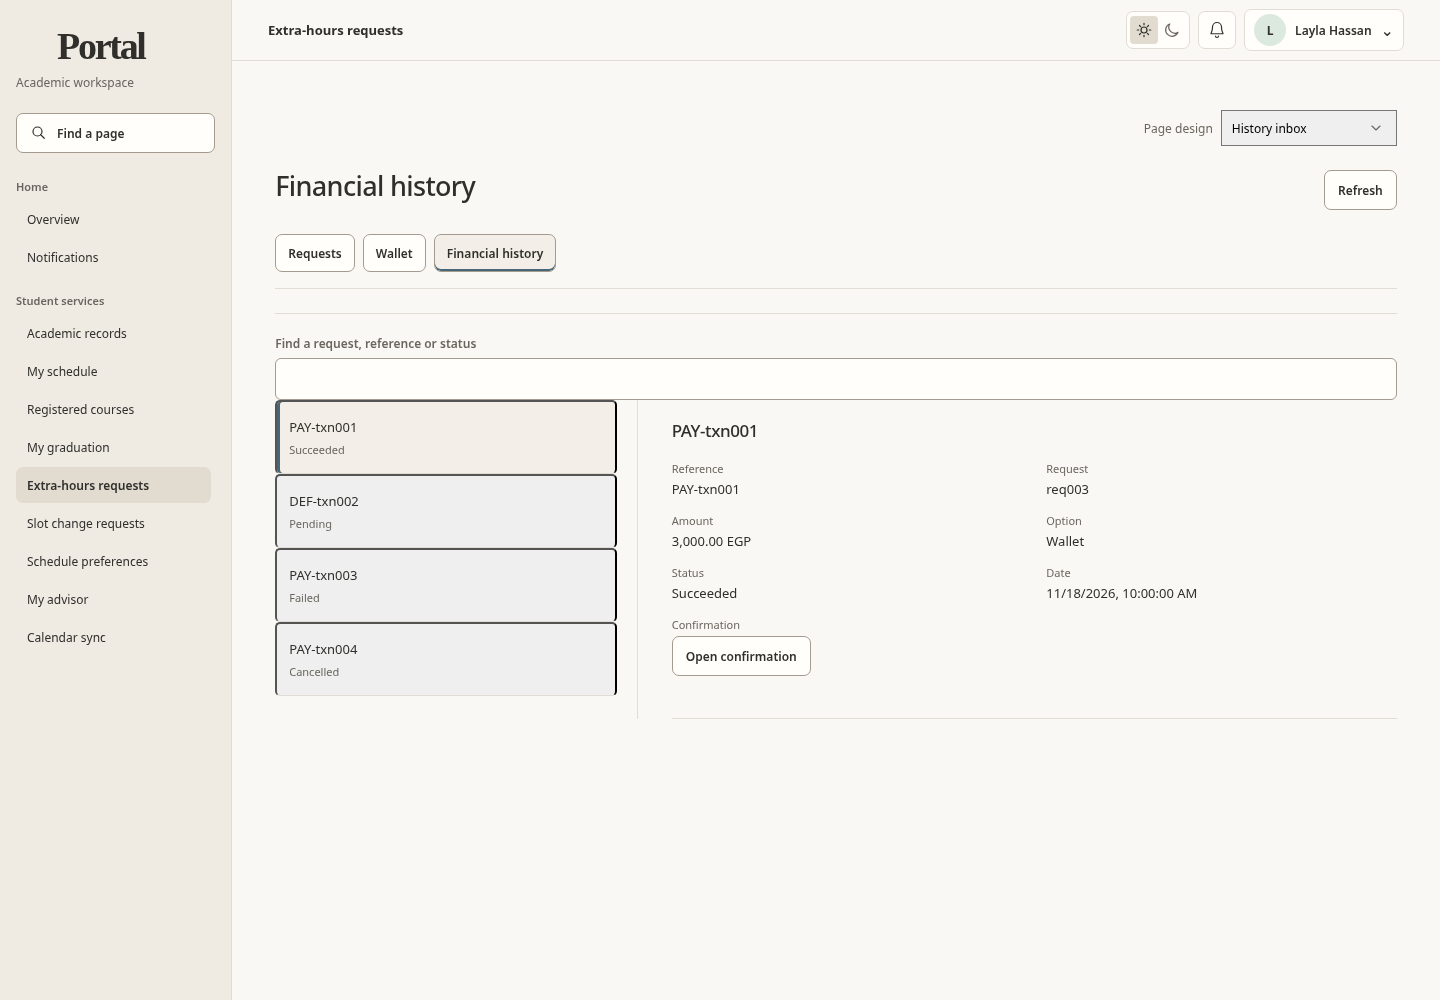 Portal
Academic workspace
Find a page
Home
Overview
Notifications
Student services
Academic records
My schedule
Registered courses
My graduation
Extra-hours requests
Slot change requests
Schedule preferences
My advisor
Calendar sync
Extra-hours requests
L
Layla Hassan
Page design
History inbox
Financial history
Refresh
Requests
Wallet
Financial history
Find a request, reference or status
PAY-txn001
Succeeded
DEF-txn002
Pending
PAY-txn003
Failed
PAY-txn004
Cancelled
PAY-txn001
Reference
PAY-txn001
Request
req003
Amount
3,000.00 EGP
Option
Wallet
Status
Succeeded
Date
11/18/2026, 10:00:00 AM
Confirmation
Open confirmation